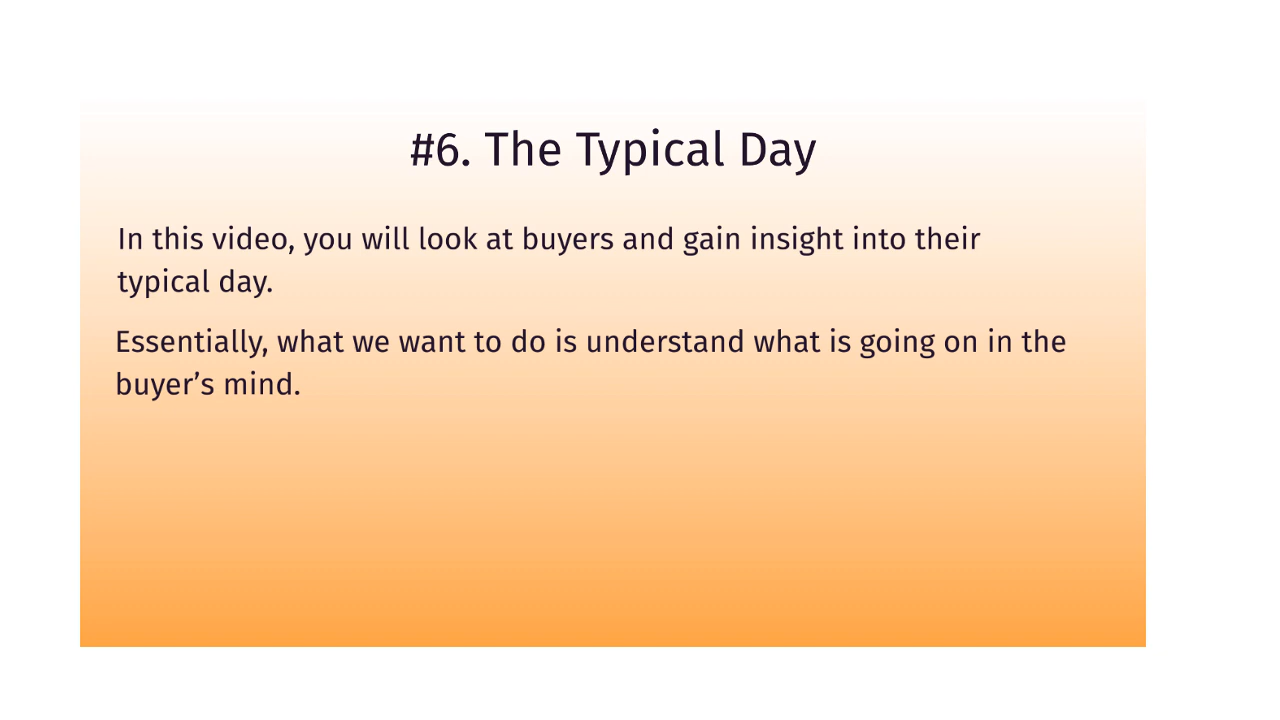 #6. The Typical Day
In this video, you will look at buyers and gain insight into their
typical day.
Essentially, what we want to do is understand what is going on in the
buyer’s mind.